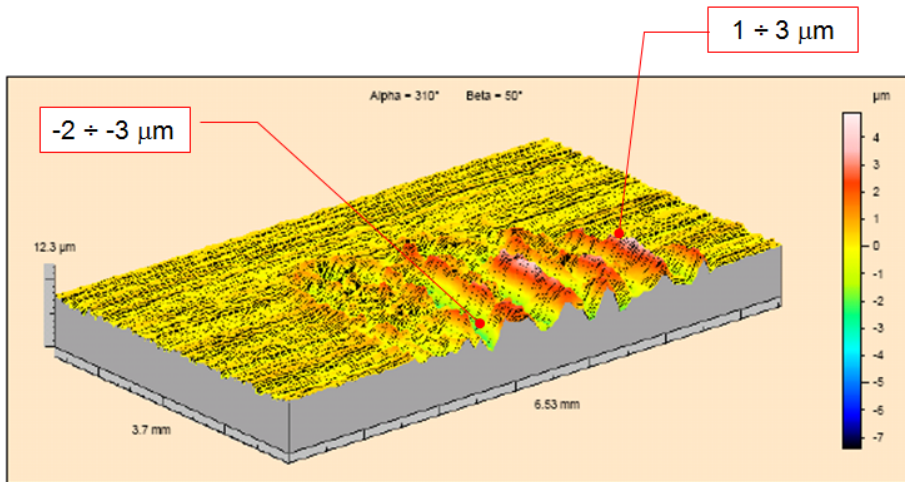 1 ÷ 3 μm
Alpha = 310° Beta = 50°
μm
-2 ÷ -3 μm
4
3
2
1
0
-1
-2
-3
-4
-5
-6
-7
12.3 μm
3.7 mm
6.53 mm